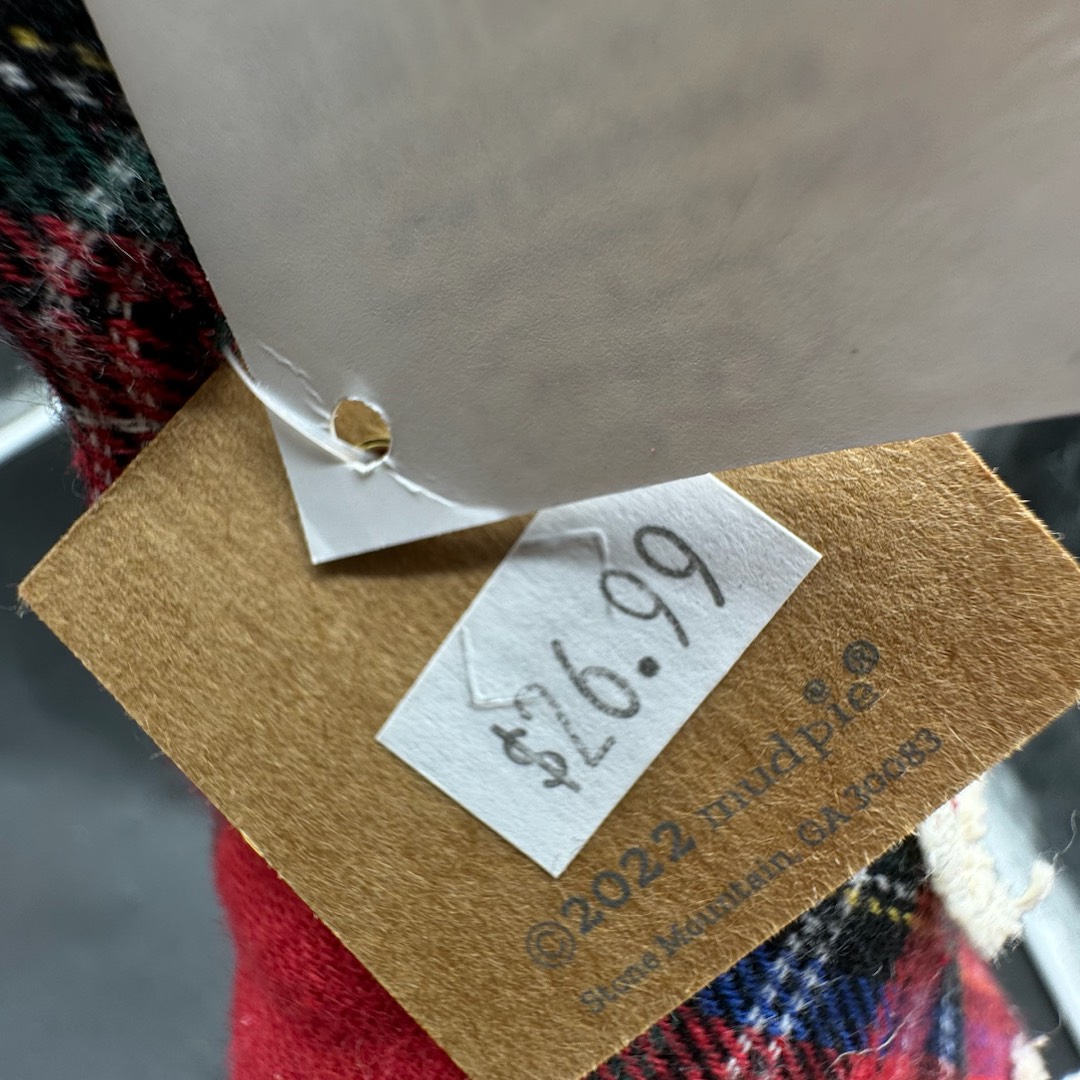 $26.99
©2022 mudpie®
Stone Mountain, GA 30083